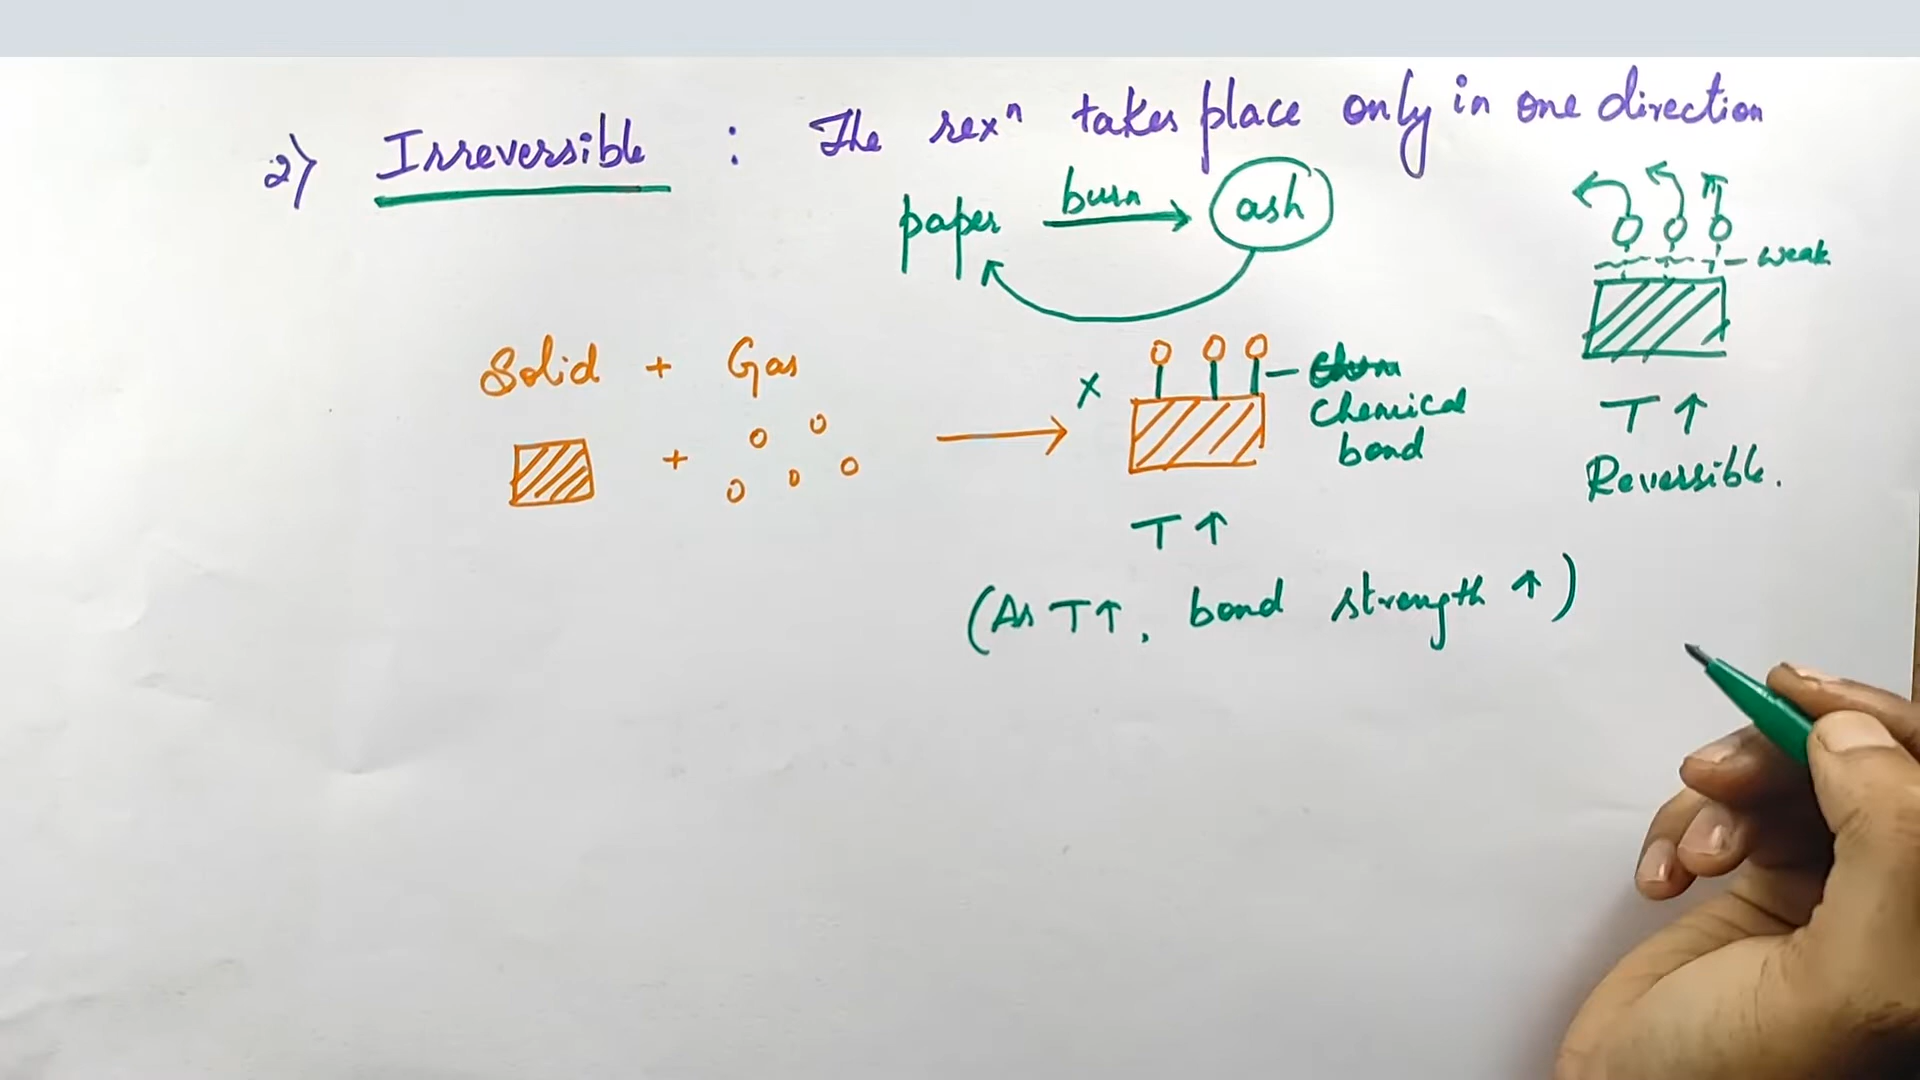 2) Irreversible : The rexⁿ takes place only in one direction
paper burn ash
weak
Solid + Gas
x
Chemical
bond
+
T ↑
Reversible.
T ↑
(As T↑, bond strength ↑)